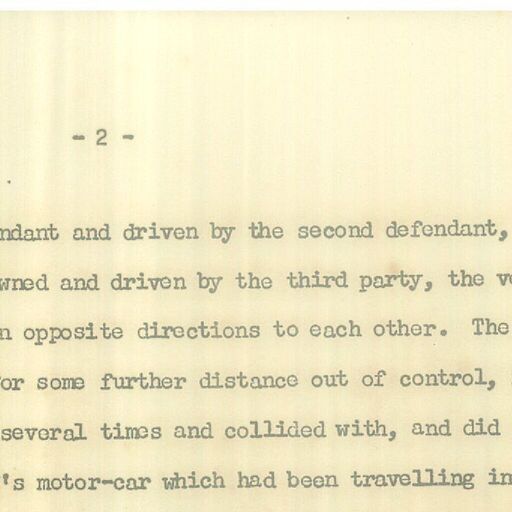 - 2 -
ndant and driven by the second defendant,
wned and driven by the third party, the ve
n opposite directions to each other. The
for some further distance out of control,
several times and collided with, and did
's motor-car which had been travelling in